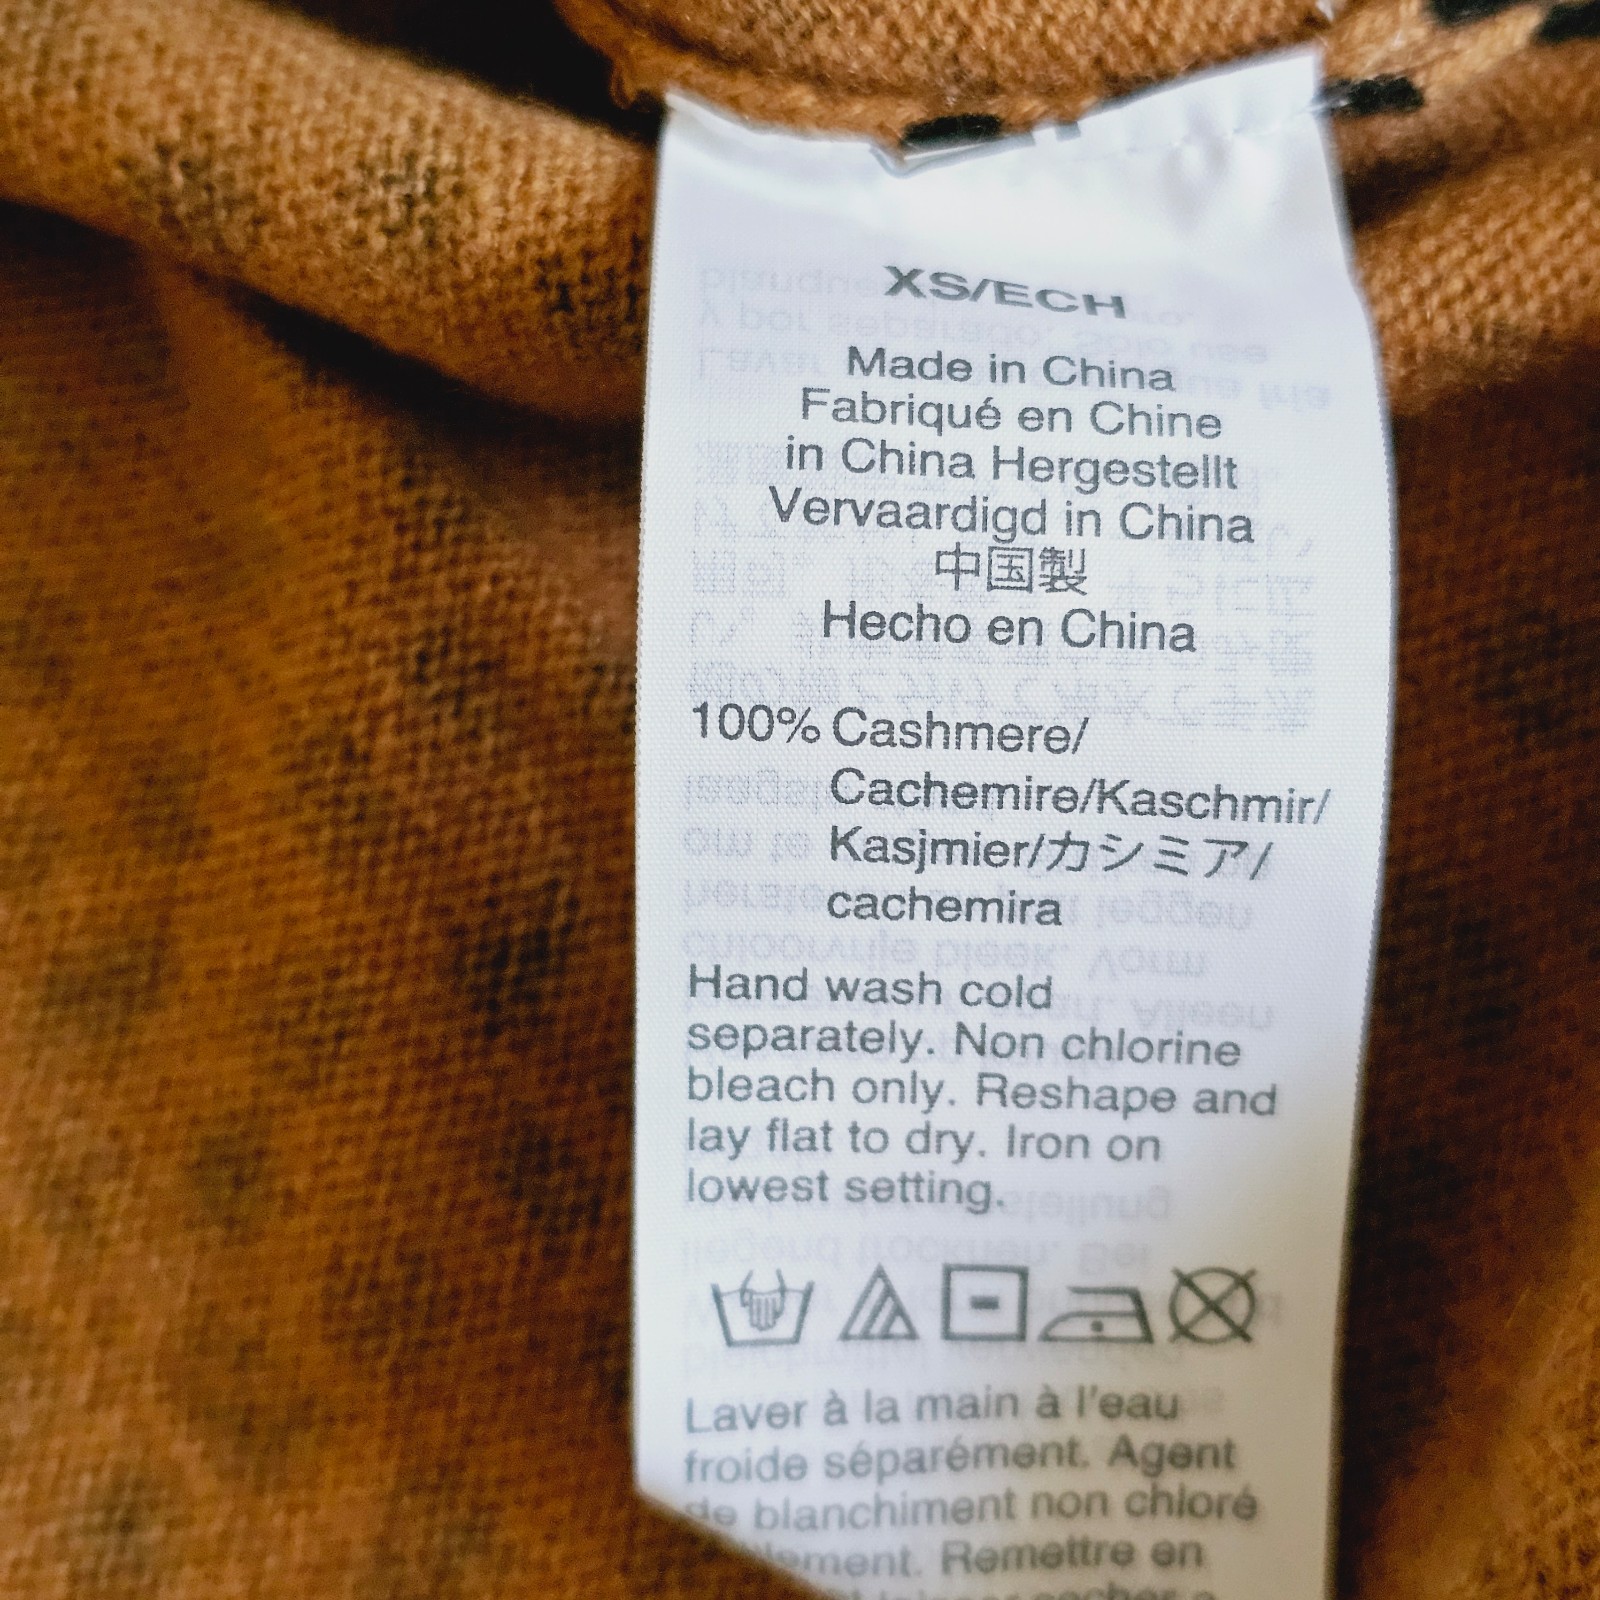 XS/ECH
Made in China
Fabriqué en Chine
in China Hergestellt
Vervaardigd in China
中国製
Hecho en China
100% Cashmere/
Cachemire/Kaschmir/
Kasjmier/カシミア/
cachemira
Hand wash cold
separately. Non chlorine
bleach only. Reshape and
lay flat to dry. Iron on
lowest setting.
Laver à la main à l'eau
froide séparément. Agent
de blanchiment non chloré
Remettre en